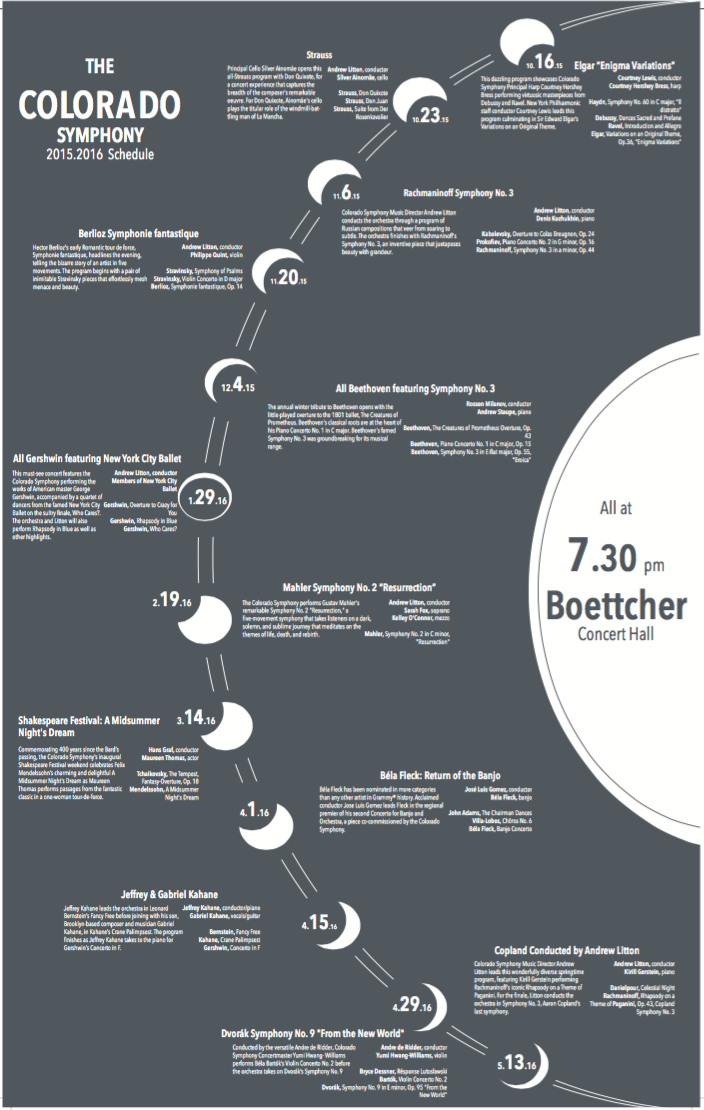 THE
COLORADO
SYMPHONY
2015.2016 Schedule
10.16.15
Elgar "Enigma Variations"
This dazzling program showcases Colorado
Symphony Principal Harp Courtney Hershey
Bress performing virtuosic masterpieces from
Debussy and Ravel. New York Philharmonic
staff conductor Courtney Lewis leads this
program culminating in Sir Edward Elgar's
Variations on an Original Theme.
Courtney Lewis, conductor
Courtney Hershey Bress, harp
Haydn, Symphony No. 60 in C major, "Il
distratto"
Debussy, Dances Sacred and Profane
Ravel, Introduction and Allegro
Elgar, Variations on an Original Theme,
Op.36, "Enigma Variations"
Strauss
Principal Cello Silver Ainomäe opens this
all-Strauss program with Don Quixote, for
a concert experience that captures the
breadth of the composer's remarkable
oeuvre. For Don Quixote, Ainomäe's cello
plays the titular role of the windmill-bat-
tling man of La Mancha.
Andrew Litton, conductor
Silver Ainomäe, cello
Strauss, Don Quixote
Strauss, Don Juan
Strauss, Suite from Der
Rosenkavalier
10.23.15
11.6.15
Rachmaninoff Symphony No. 3
Colorado Symphony Music Director Andrew Litton
conducts the orchestra through a program of
Russian compositions that veer from soaring to
subtle. The orchestra finishes with Rachmaninoff's
Symphony No. 3, an inventive piece that juxtaposes
beauty with grandeur.
Andrew Litton, conductor
Denis Kozhukhin, piano
Kabalevsky, Overture to Colas Breugnon, Op. 24
Prokofiev, Piano Concerto No. 2 in G minor, Op. 16
Rachmaninoff, Symphony No. 3 in a minor, Op. 44
Berlioz Symphonie fantastique
Hector Berlioz's early Romantic tour de force,
Symphonie fantastique, headlines the evening,
telling the bizarre story of an artist in five
movements. The program begins with a pair of
inimitable Stravinsky pieces that effortlessly mesh
menace and beauty.
Andrew Litton, conductor
Philippe Quint, violin
Stravinsky, Symphony of Psalms
Stravinsky, Violin Concerto in D major
Berlioz, Symphonie fantastique, Op. 14
11.20.15
12.4.15
All Beethoven featuring Symphony No. 3
The annual winter tribute to Beethoven opens with the
little-played overture to the 1801 ballet, The Creatures of
Prometheus. Beethoven's classical roots are at the heart of
his Piano Concerto No. 1 in C major. Beethoven's famed
Symphony No. 3 was groundbreaking for its musical
range.
Rossen Milanov, conductor
Andrew Staupe, piano
Beethoven, The Creatures of Prometheus Overture, Op.
43
Beethoven, Piano Concerto No. 1 in C major, Op. 15
Beethoven, Symphony No. 3 in E-flat major, Op. 55,
"Eroica"
All Gershwin featuring New York City Ballet
This must-see concert features the
Colorado Symphony performing the
works of American master George
Gershwin, accompanied by a quartet of
dancers from the famed New York City
Ballet on the sultry finale, Who Cares?.
The orchestra and Litton will also
perform Rhapsody in Blue as well as
other highlights.
Andrew Litton, conductor
Members of New York City
Ballet
Gershwin, Overture to Crazy for
You
Gershwin, Rhapsody in Blue
Gershwin, Who Cares?
1.29.16
All at
7.30 pm
Boettcher
Concert Hall
2.19.16
Mahler Symphony No. 2 "Resurrection"
The Colorado Symphony performs Gustav Mahler's
remarkable Symphony No. 2 "Resurrection," a
five-movement symphony that takes listeners on a dark,
solemn, and sublime journey that meditates on the
themes of life, death, and rebirth.
Andrew Litton, conductor
Sarah Fox, soprano
Kelley O'Connor, mezzo
Mahler, Symphony No. 2 in C minor,
"Resurrection"
Shakespeare Festival: A Midsummer
Night's Dream
Commemorating 400 years since the Bard's
passing, the Colorado Symphony's inaugural
Shakespeare Festival weekend celebrates Felix
Mendelssohn's charming and delightful A
Midsummer Night's Dream as Maureen
Thomas performs passages from the fantastic
classic in a one-woman tour-de-force.
Hans Graf, conductor
Maureen Thomas, actor
Tchaikovsky, The Tempest,
Fantasy-Overture, Op. 18
Mendelssohn, A Midsummer
Night's Dream
3.14.16
4.1.16
Béla Fleck: Return of the Banjo
Béla Fleck has been nominated in more categories
than any other artist in Grammy® history. Acclaimed
conductor Jose Luis Gomez leads Fleck in the regional
premier of his second Concerto for Banjo and
Orchestra, a piece co-commissioned by the Colorado
Symphony.
José Luis Gomez, conductor
Béla Fleck, banjo
John Adams, The Chairman Dances
Villa-Lobos, Chôros No. 6
Béla Fleck, Banjo Concerto
Jeffrey & Gabriel Kahane
Jeffrey Kahane leads the orchestra in Leonard
Bernstein's Fancy Free before joining with his son,
Brooklyn-based composer and musician Gabriel
Kahane, in Kahane's Crane Palimpsest. The program
finishes as Jeffrey Kahane takes to the piano for
Gershwin's Concerto in F.
Jeffrey Kahane, conductor/piano
Gabriel Kahane, vocals/guitar
Bernstein, Fancy Free
Kahane, Crane Palimpsest
Gershwin, Concerto in F
4.15.16
Copland Conducted by Andrew Litton
Colorado Symphony Music Director Andrew
Litton leads this wonderfully diverse springtime
program, featuring Kirill Gerstein performing
Rachmaninoff's iconic Rhapsody on a Theme of
Paganini. For the finale, Litton conducts the
orchestra in Symphony No. 3, Aaron Copland's
last symphony.
Andrew Litton, conductor
Kirill Gerstein, piano
Danielpour, Celestial Night
Rachmaninoff, Rhapsody on a
Theme of Paganini, Op. 43, Copland
Symphony No. 3
4.29.16
Dvorák Symphony No. 9 "From the New World"
Conducted by the versatile Andre de Ridder, Colorado
Symphony Concertmaster Yumi Hwang-Williams
performs Béla Bartók's Violin Concerto No. 2 before
the orchestra takes on Dvorák's Symphony No. 9
Andre de Ridder, conductor
Yumi Hwang-Williams, violin
Bryce Dessner, Réponse Lutosławski
Bartók, Violin Concerto No. 2
Dvorák, Symphony No. 9 in E minor, Op. 95 "From the
New World"
5.13.16